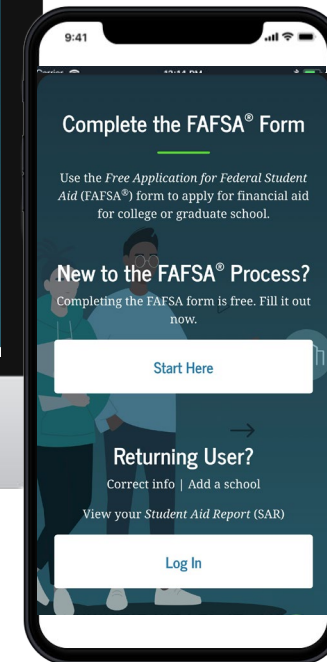 9:41
12:14 PM
Complete the FAFSA® Form
Use the Free Application for Federal Student
Aid (FAFSA®) form to apply for financial aid
for college or graduate school.
New to the FAFSA® Process?
Completing the FAFSA form is free. Fill it out
now.
Start Here
Returning User?
Correct info | Add a school
View your Student Aid Report (SAR)
Log In